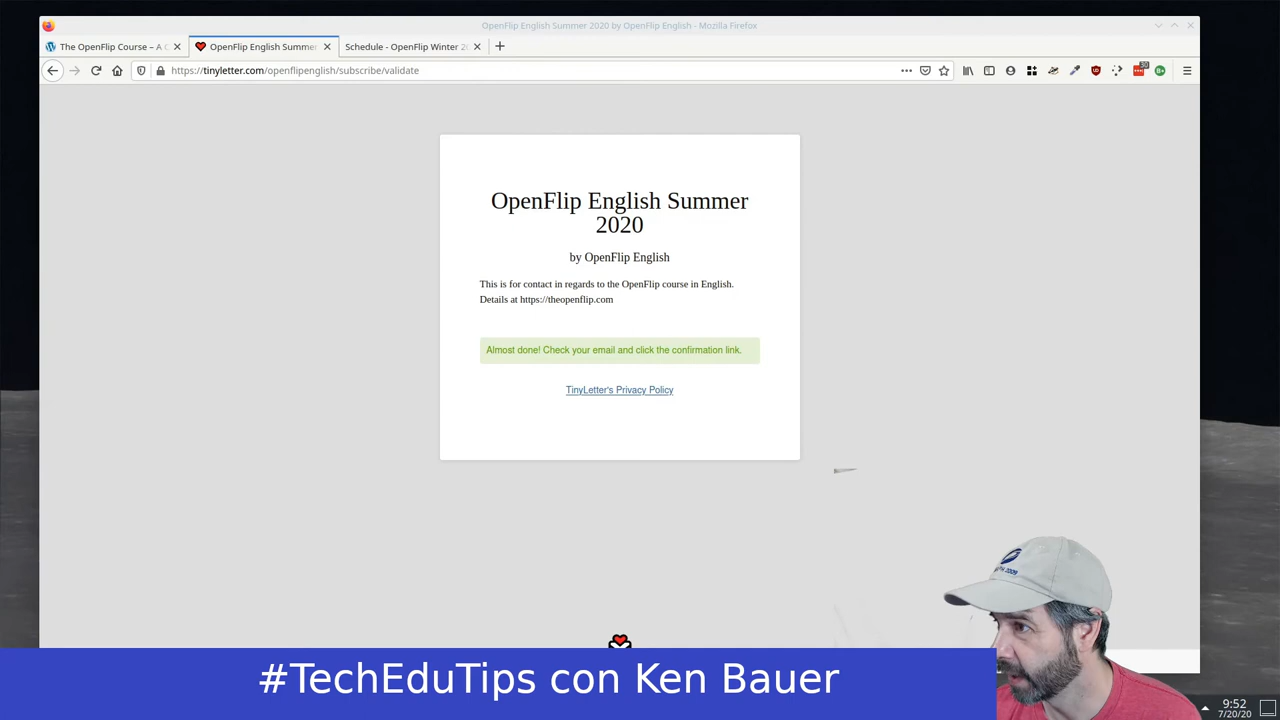 OpenFlip English Summer 2020 by OpenFlip English - Mozilla Firefox
The OpenFlip Course – A C
OpenFlip English Summer
Schedule - OpenFlip Winter 20
https://tinyletter.com/openflipenglish/subscribe/validate
OpenFlip English Summer
2020
by OpenFlip English
This is for contact in regards to the OpenFlip course in English.
Details at https://theopenflip.com
Almost done! Check your email and click the confirmation link.
TinyLetter's Privacy Policy
#TechEduTips con Ken Bauer
9:52
7/20/20